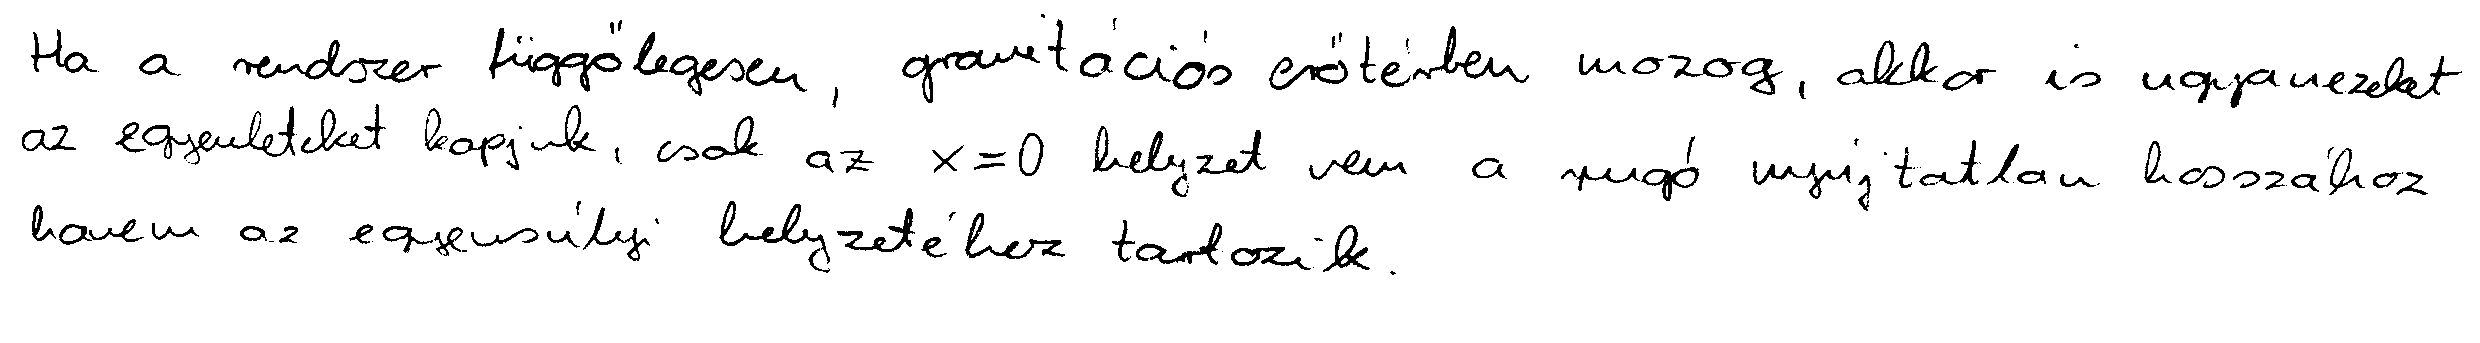 Ha a rendszer függőlegesen, gravitációs erőtérben mozog, akkor is ugyanezeket
az egyenleteket kapjuk, csak az x=0 helyzet nem a rugó nyújtatlan hosszához
hanem az egyensúlyi helyzetéhez tartozik.